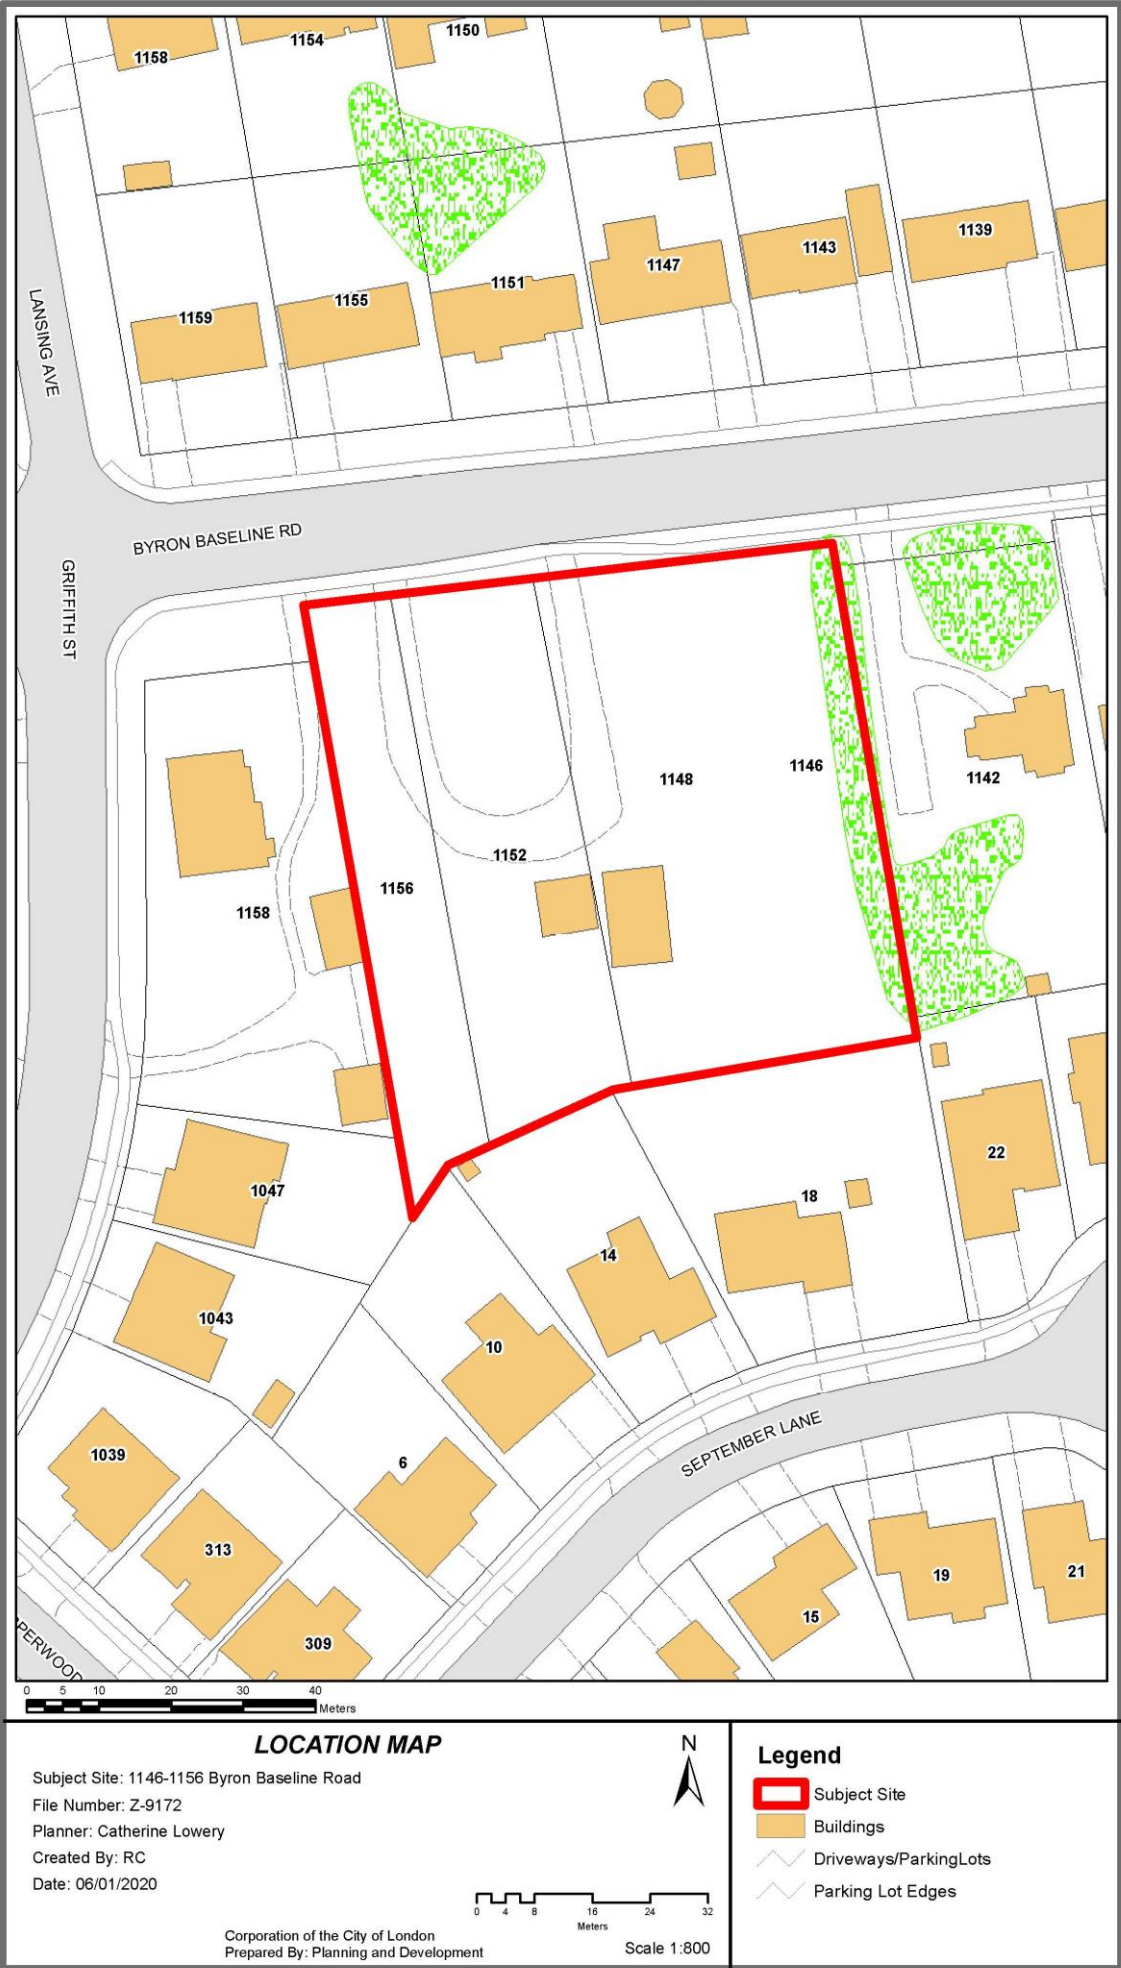 1158
1154
1150
LANSING AVE
1159
1155
1151
1147
1143
1139
BYRON BASELINE RD
GRIFFITH ST
1158
1156
1152
1148
1146
1142
1047
1043
1039
313
309
6
10
14
18
22
SEPTEMBER LANE
15
19
21
0 5 10 20 30 40
Meters
LOCATION MAP
Subject Site: 1146-1156 Byron Baseline Road
File Number: Z-9172
Planner: Catherine Lowery
Created By: RC
Date: 06/01/2020
Corporation of the City of London
Prepared By: Planning and Development
N
0 4 8 16 24 32
Meters
Scale 1:800
Legend
Subject Site
Buildings
Driveways/ParkingLots
Parking Lot Edges